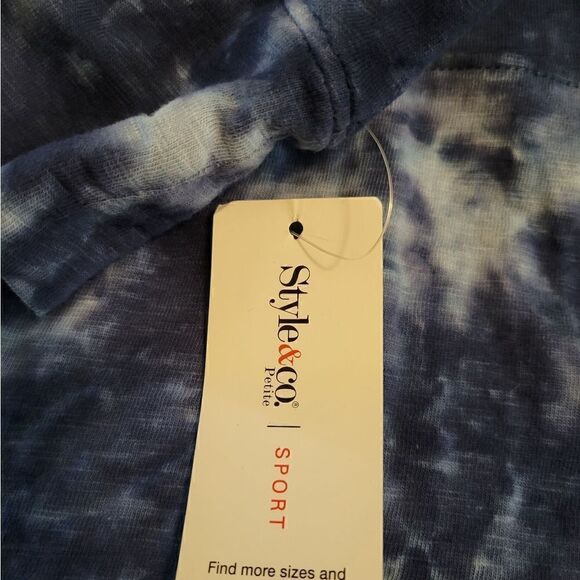 Style&co.®
Petite
SPORT
Find more sizes and